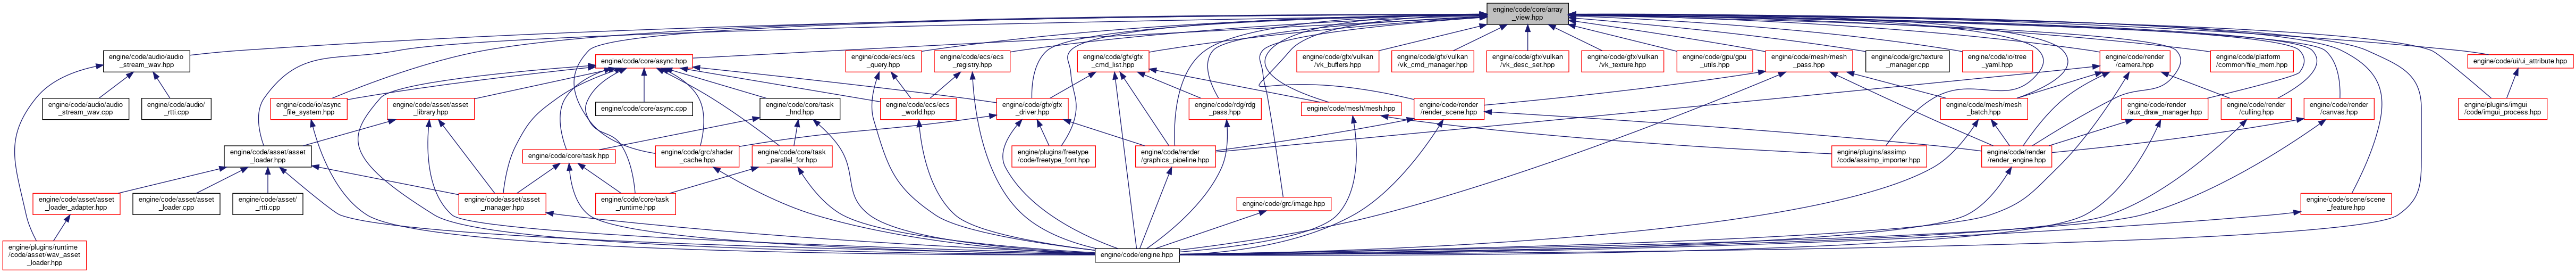 engine/code/core/array
_view.hpp
engine/code/audio/audio
_stream_wav.hpp
engine/code/core/async.hpp
engine/code/ecs/ecs
_query.hpp
engine/code/ecs/ecs
_registry.hpp
engine/code/gfx/gfx
_cmd_list.hpp
engine/code/gfx/vulkan
/vk_buffers.hpp
engine/code/gfx/vulkan
/vk_cmd_manager.hpp
engine/code/gfx/vulkan
/vk_desc_set.hpp
engine/code/gfx/vulkan
/vk_texture.hpp
engine/code/gpu/gpu
_utils.hpp
engine/code/mesh/mesh
_pass.hpp
engine/code/grc/texture
_manager.cpp
engine/code/io/tree
_yaml.hpp
engine/code/render
/camera.hpp
engine/code/platform
/common/file_mem.hpp
engine/code/ui/ui_attribute.hpp
engine/code/audio/audio
_stream_wav.cpp
engine/code/audio/
_rtti.cpp
engine/code/io/async
_file_system.hpp
engine/code/asset/asset
_library.hpp
engine/code/core/async.cpp
engine/code/core/task
_hnd.hpp
engine/code/ecs/ecs
_world.hpp
engine/code/gfx/gfx
_driver.hpp
engine/code/rdg/rdg
_pass.hpp
engine/code/mesh/mesh.hpp
engine/code/render
/render_scene.hpp
engine/code/mesh/mesh
_batch.hpp
engine/code/render
/aux_draw_manager.hpp
engine/code/render
/culling.hpp
engine/code/render
/canvas.hpp
engine/plugins/imgui
/code/imgui_process.hpp
engine/code/asset/asset
_loader.hpp
engine/code/core/task.hpp
engine/code/grc/shader
_cache.hpp
engine/code/core/task
_parallel_for.hpp
engine/plugins/freetype
/code/freetype_font.hpp
engine/code/render
/graphics_pipeline.hpp
engine/plugins/assimp
/code/assimp_importer.hpp
engine/code/render
/render_engine.hpp
engine/code/asset/asset
_loader_adapter.hpp
engine/code/asset/asset
_loader.cpp
engine/code/asset/
_rtti.cpp
engine/code/asset/asset
_manager.hpp
engine/code/core/task
_runtime.hpp
engine/code/grc/image.hpp
engine/code/scene/scene
_feature.hpp
engine/plugins/runtime
/code/asset/wav_asset
_loader.hpp
engine/code/engine.hpp